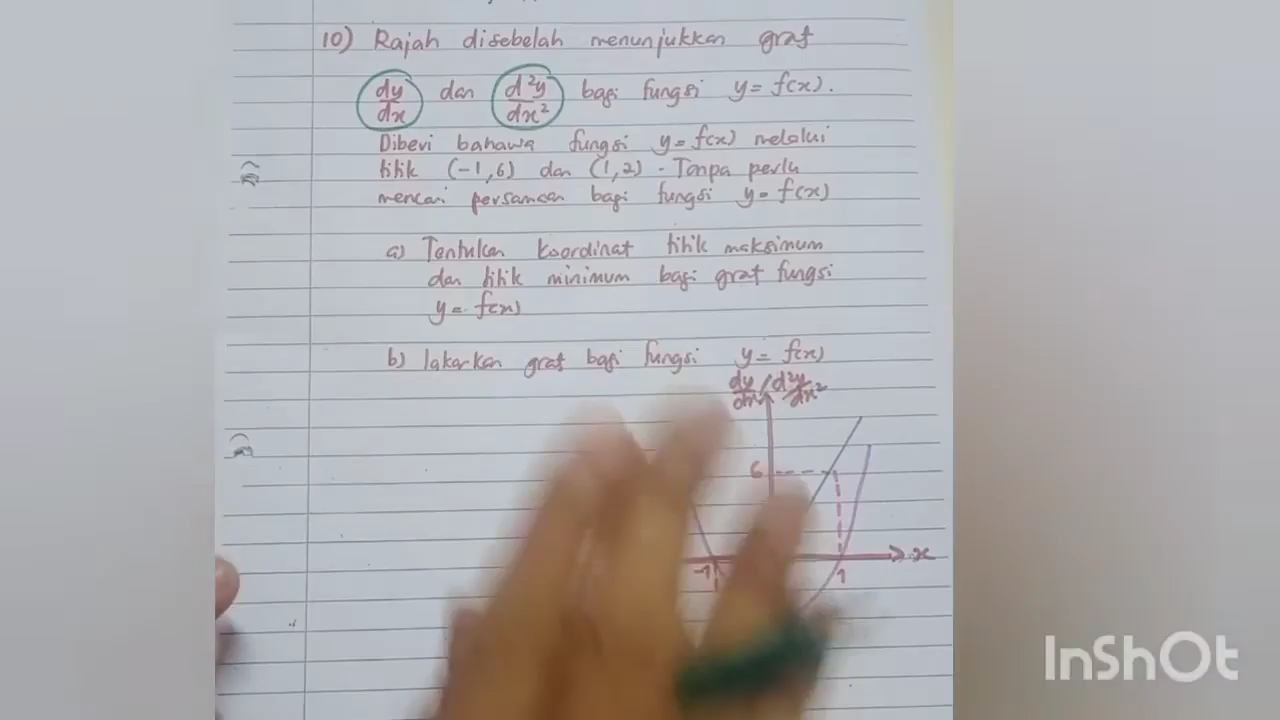 10) Rajah disebelah menunjukkan graf
dy/dx dan d²y/dx² bagi fungsi y = f(x).
Diberi bahawa fungsi y = f(x) melalui
titik (-1,6) dan (1,2). Tanpa perlu
mencari persamaan bagi fungsi y = f(x)
a) Tentukan koordinat titik maksimum
dan titik minimum bagi graf fungsi
y = f(x)
b) lakarkan graf bagi fungsi y = f(x)
dy/dx / d²y/dx²
6
x
-1 1
InShOt